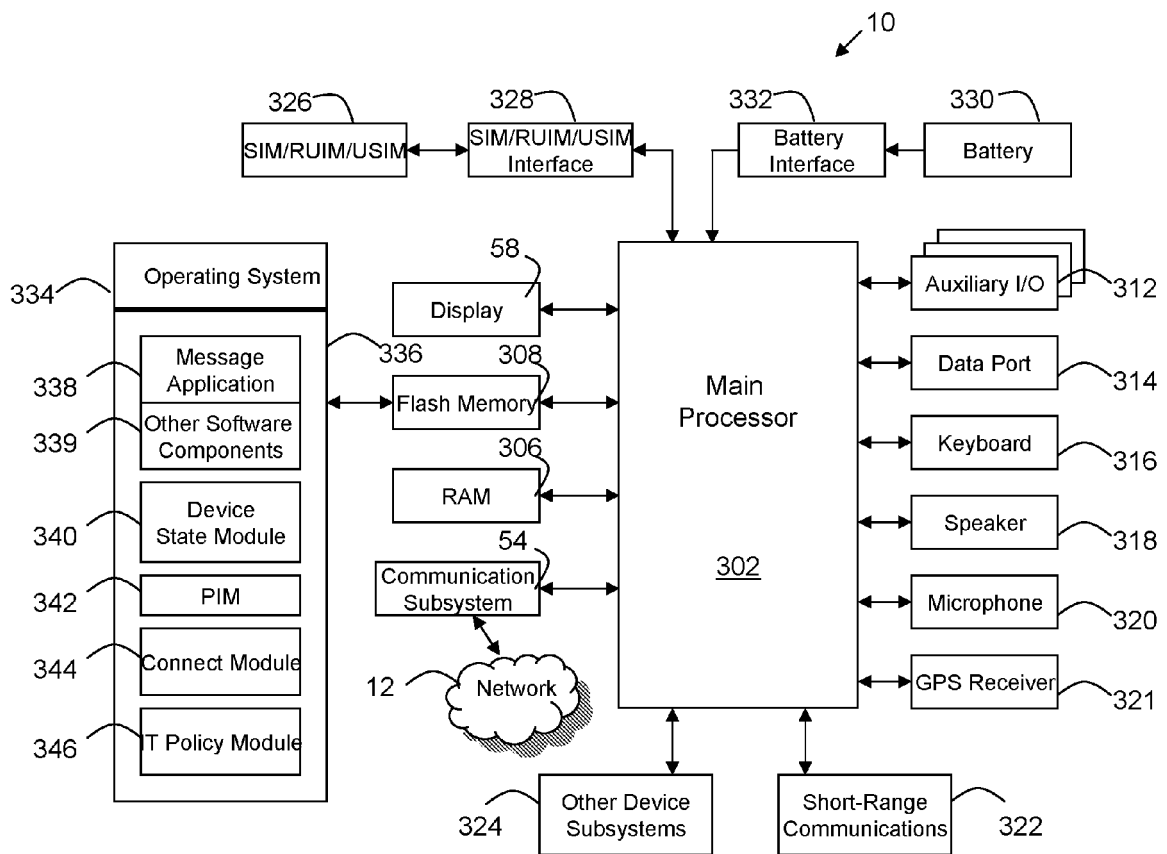 10
326
328
332
330
SIM/RUIM/USIM
SIM/RUIM/USIM
Interface
Battery
Interface
Battery
334
Operating System
336
338
Message
Application
339
Other Software
Components
340
Device
State Module
342
PIM
344
Connect Module
346
IT Policy Module
58
Display
308
Flash Memory
306
RAM
54
Communication
Subsystem
12
Network
Main
Processor
302
Auxiliary I/O
312
Data Port
314
Keyboard
316
Speaker
318
Microphone
320
GPS Receiver
321
324
Other Device
Subsystems
Short-Range
Communications
322